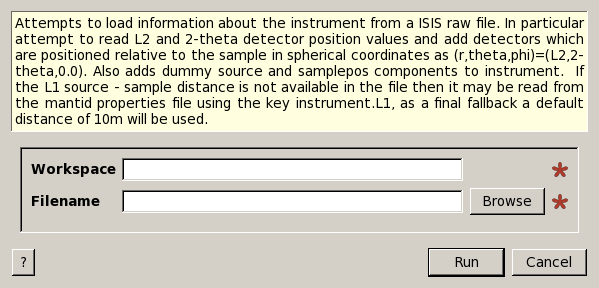 Attempts to load information about the instrument from a ISIS raw file. In particular
attempt to read L2 and 2-theta detector position values and add detectors which
are positioned relative to the sample in spherical coordinates as (r,theta,phi)=(L2,2-
theta,0.0). Also adds dummy source and samplepos components to instrument. If
the L1 source - sample distance is not available in the file then it may be read from
the mantid properties file using the key instrument.L1, as a final fallback a default
distance of 10m will be used.
Workspace *
Filename Browse *
? Run Cancel